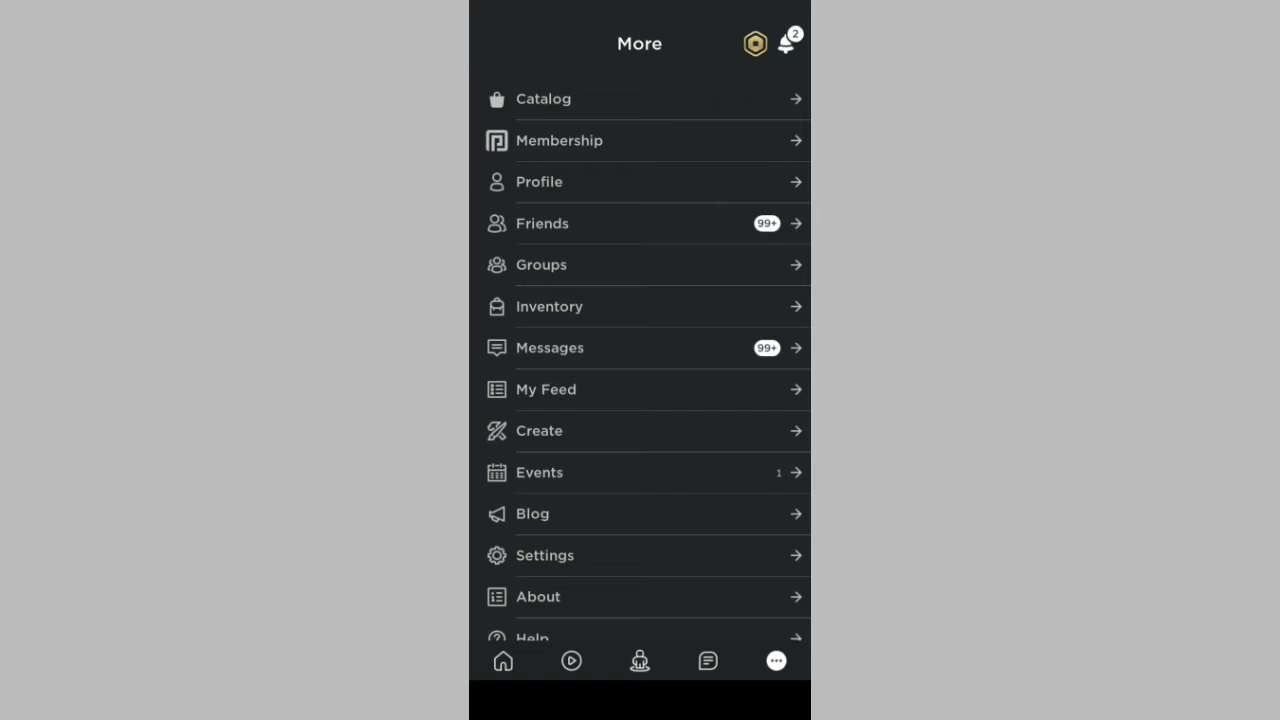 More
2
Catalog
Membership
Profile
Friends 99+
Groups
Inventory
Messages 99+
My Feed
Create
Events 1
Blog
Settings
About
Help